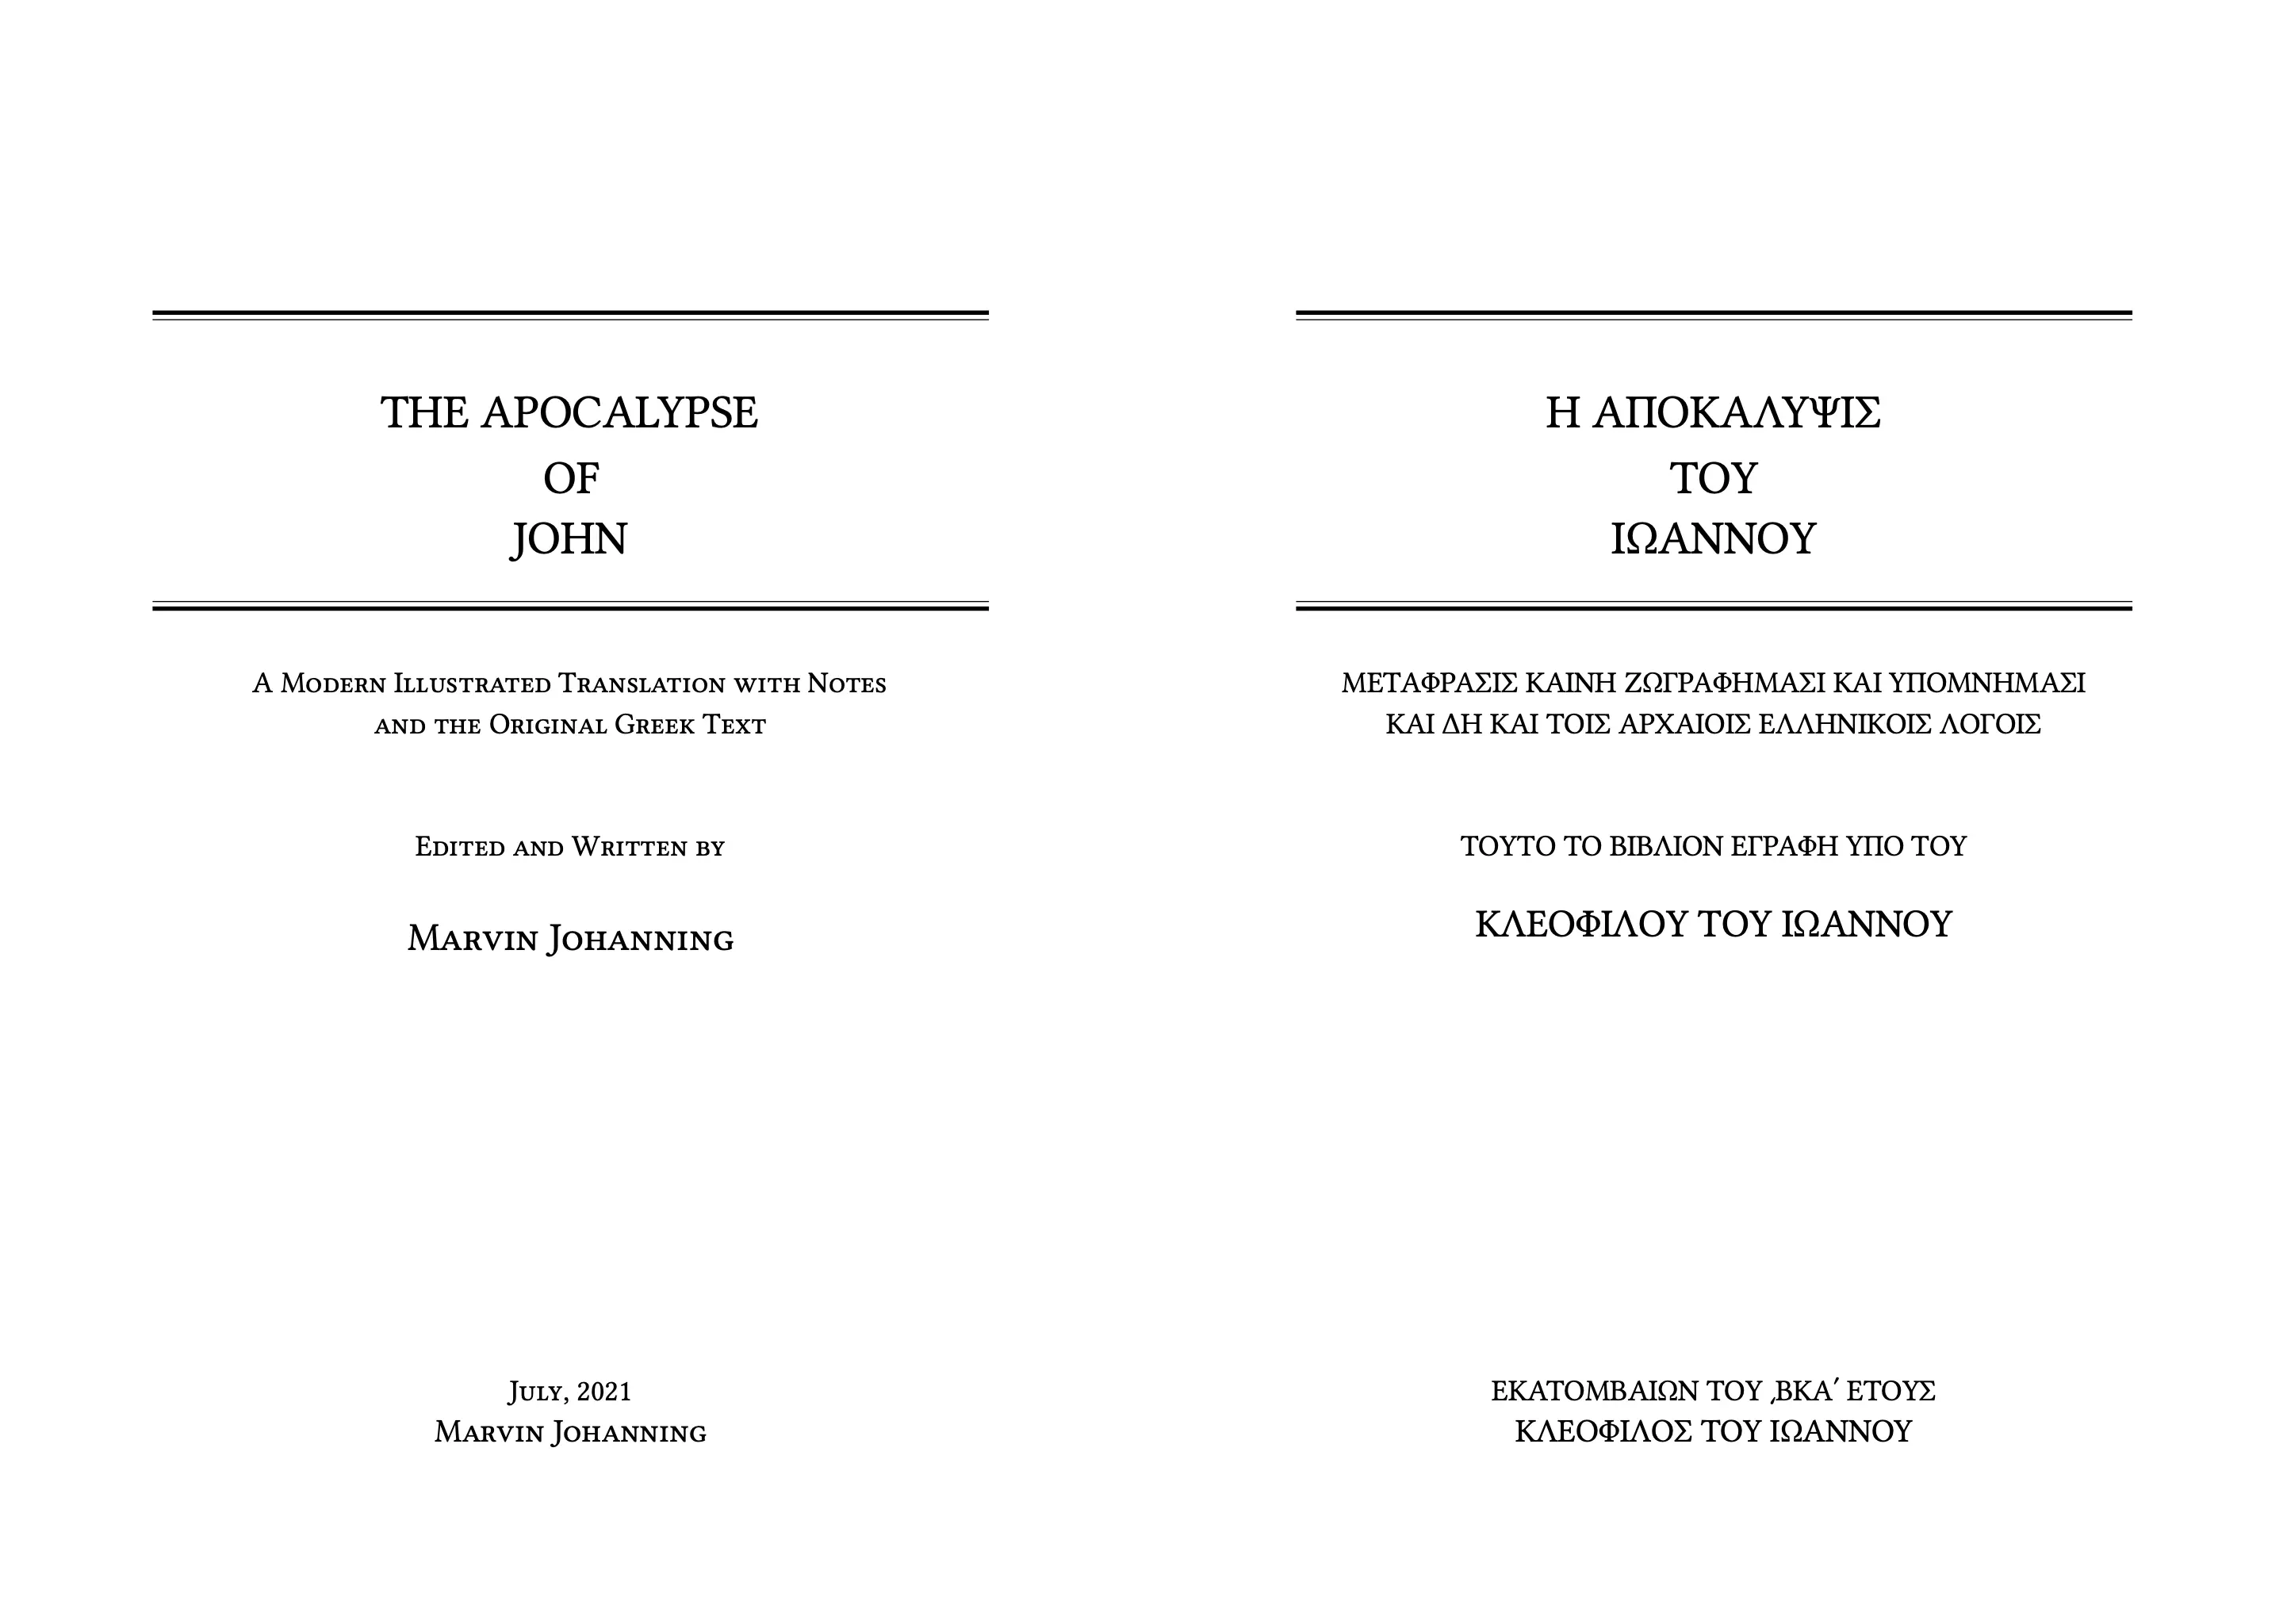 THE APOCALYPSE
OF
JOHN
A Modern Illustrated Translation with Notes
and the Original Greek Text
Edited and Written by
Marvin Johanning
July, 2021
Marvin Johanning
Η ΑΠΟΚΑΛΥΨΙΣ
ΤΟΥ
ΙΩΑΝΝΟΥ
ΜΕΤΑΦΡΑΣΙΣ ΚΑΙΝΗ ΖΩΓΡΑΦΗΜΑΣΙ ΚΑΙ ΥΠΟΜΝΗΜΑΣΙ
ΚΑΙ ΔΗ ΚΑΙ ΤΟΙΣ ΑΡΧΑΙΟΙΣ ΕΛΛΗΝΙΚΟΙΣ ΛΟΓΟΙΣ
ΤΟΥΤΟ ΤΟ ΒΙΒΛΙΟΝ ΕΓΡΑΦΗ ΥΠΟ ΤΟΥ
ΚΛΕΟΦΙΛΟΥ ΤΟΥ ΙΩΑΝΝΟΥ
ΕΚΑΤΟΜΒΑΙΩΝ ΤΟΥ ͵ΒΚΑʹ ΕΤΟΥΣ
ΚΛΕΟΦΙΛΟΣ ΤΟΥ ΙΩΑΝΝΟΥ